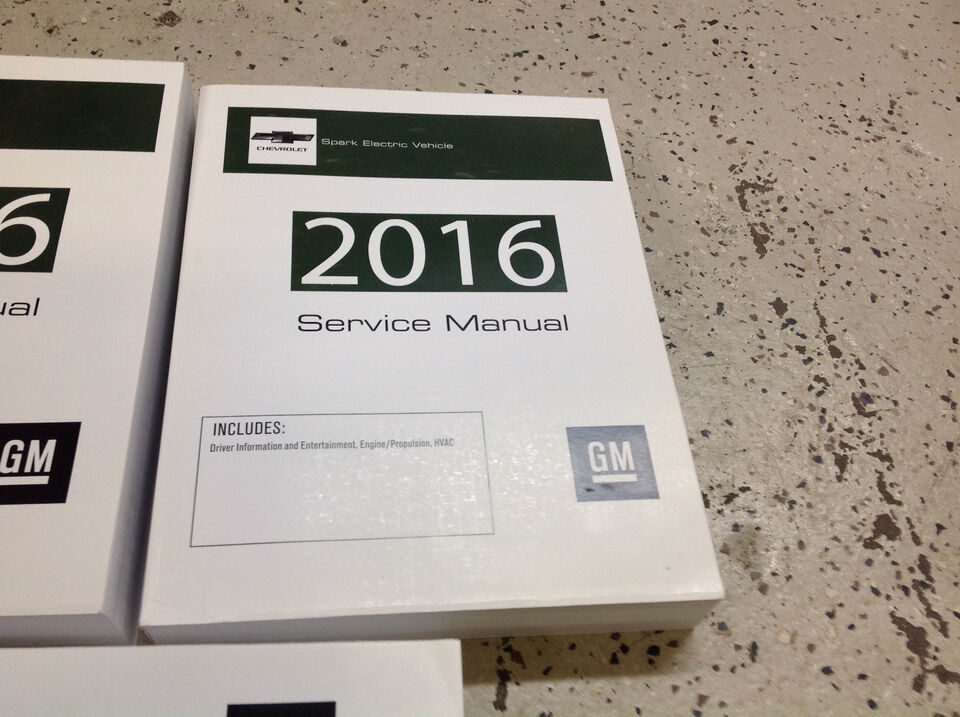 CHEVROLET
Spark Electric Vehicle
2016
Service Manual
INCLUDES:
Driver Information and Entertainment, Engine/Propulsion, HVAC
GM
6
ual
GM